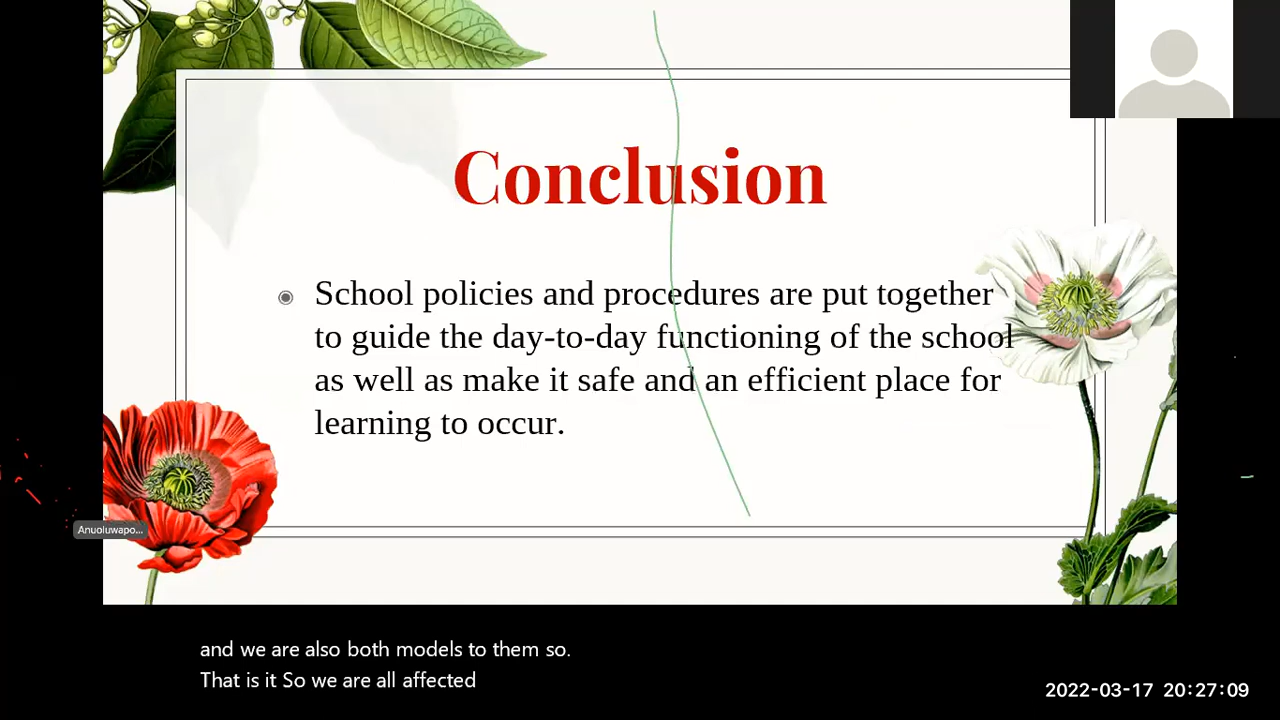 Conclusion
School policies and procedures are put together
to guide the day-to-day functioning of the school
as well as make it safe and an efficient place for
learning to occur.
Anuoluwapo...
and we are also both models to them so.
That is it So we are all affected
2022-03-17 20:27:09